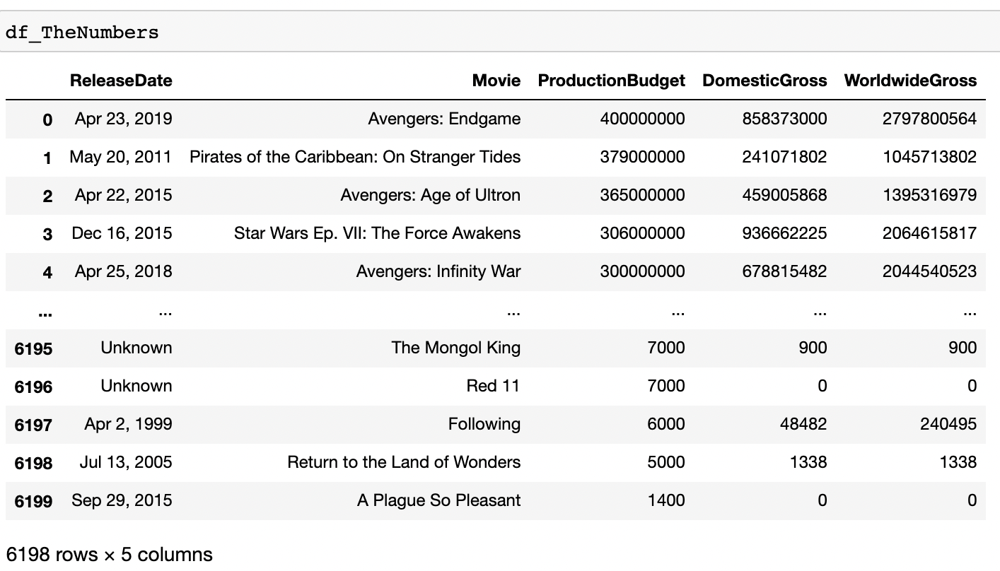 df_TheNumbers
ReleaseDate Movie ProductionBudget DomesticGross WorldwideGross
0 Apr 23, 2019 Avengers: Endgame 400000000 858373000 2797800564
1 May 20, 2011 Pirates of the Caribbean: On Stranger Tides 379000000 241071802 1045713802
2 Apr 22, 2015 Avengers: Age of Ultron 365000000 459005868 1395316979
3 Dec 16, 2015 Star Wars Ep. VII: The Force Awakens 306000000 936662225 2064615817
4 Apr 25, 2018 Avengers: Infinity War 300000000 678815482 2044540523
... ... ... ... ... ...
6195 Unknown The Mongol King 7000 900 900
6196 Unknown Red 11 7000 0 0
6197 Apr 2, 1999 Following 6000 48482 240495
6198 Jul 13, 2005 Return to the Land of Wonders 5000 1338 1338
6199 Sep 29, 2015 A Plague So Pleasant 1400 0 0
6198 rows × 5 columns